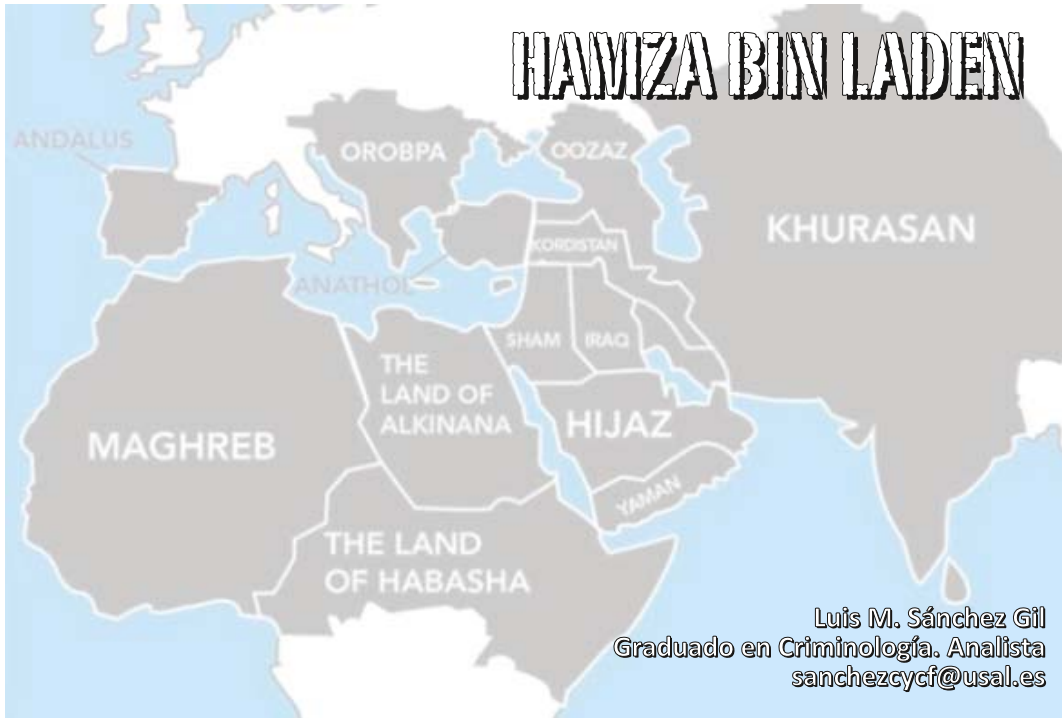 HAMZA BIN LADEN
ANDALUS
OROBPA
OOZAZ
KHURASAN
KORDISTAN
ANATHOL
SHAM
IRAQ
THE
LAND OF
ALKINANA
HIJAZ
MAGHREB
YAMAN
THE LAND
OF HABASHA
Luis M. Sánchez Gil
Graduado en Criminología. Analista
sanchezcycf@usal.es